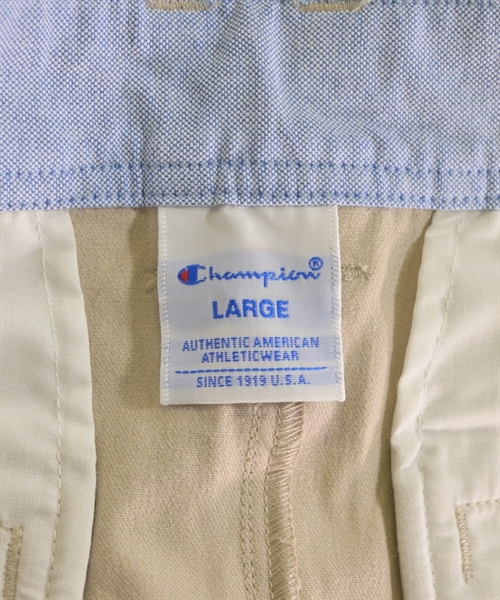 Champion®
LARGE
AUTHENTIC AMERICAN
ATHLETICWEAR
SINCE 1919 U.S.A.